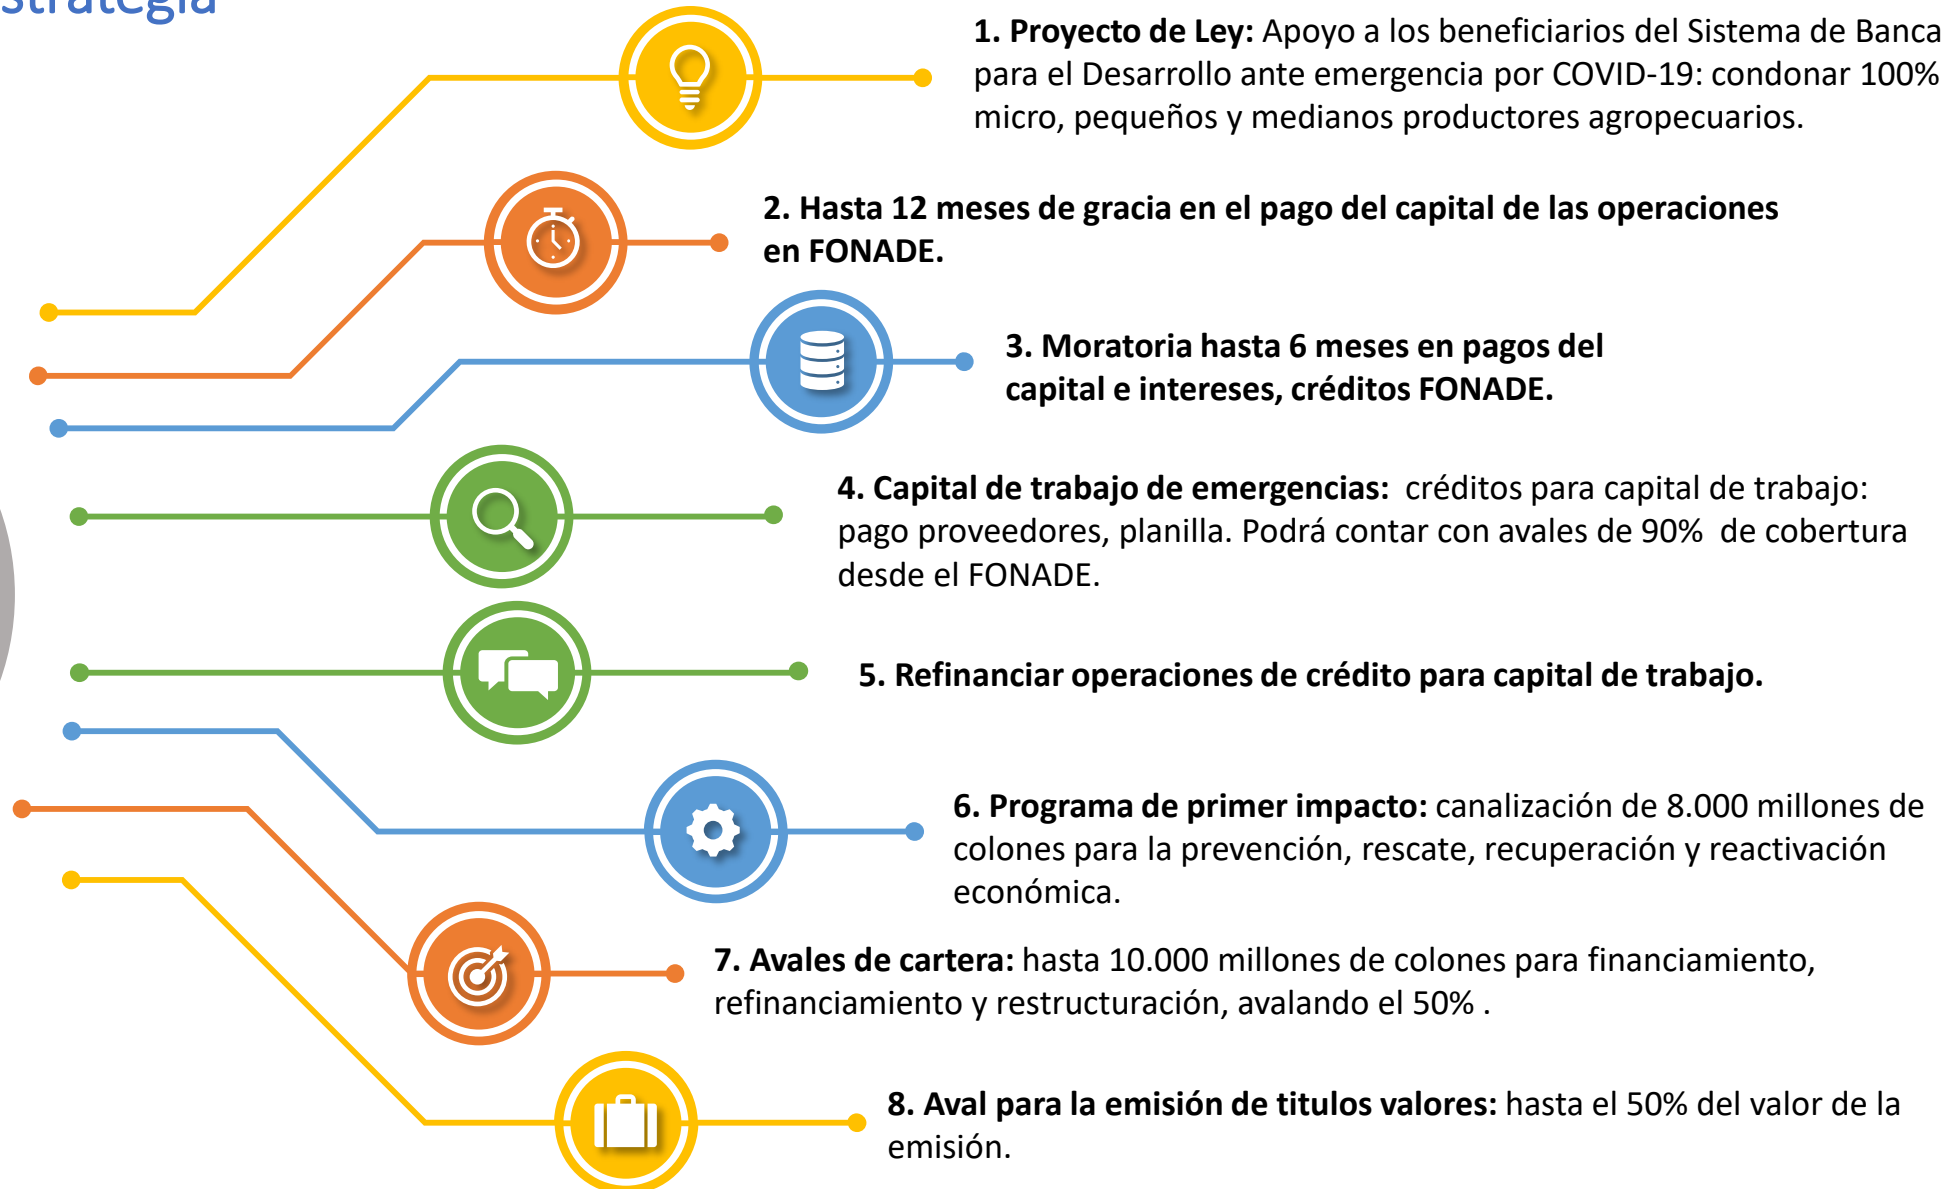 strategia
1. Proyecto de Ley: Apoyo a los beneficiarios del Sistema de Banca
para el Desarrollo ante emergencia por COVID-19: condonar 100%
micro, pequeños y medianos productores agropecuarios.
2. Hasta 12 meses de gracia en el pago del capital de las operaciones
en FONADE.
3. Moratoria hasta 6 meses en pagos del
capital e intereses, créditos FONADE.
4. Capital de trabajo de emergencias: créditos para capital de trabajo:
pago proveedores, planilla. Podrá contar con avales de 90% de cobertura
desde el FONADE.
5. Refinanciar operaciones de crédito para capital de trabajo.
6. Programa de primer impacto: canalización de 8.000 millones de
colones para la prevención, rescate, recuperación y reactivación
económica.
7. Avales de cartera: hasta 10.000 millones de colones para financiamiento,
refinanciamiento y restructuración, avalando el 50% .
8. Aval para la emisión de titulos valores: hasta el 50% del valor de la
emisión.